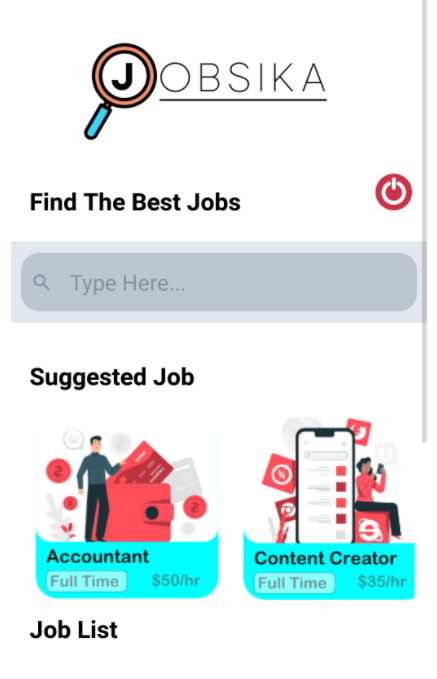 JOBSIKA
Find The Best Jobs
Type Here...
Suggested Job
Accountant
Full Time $50/hr
Content Creator
Full Time $35/hr
Job List